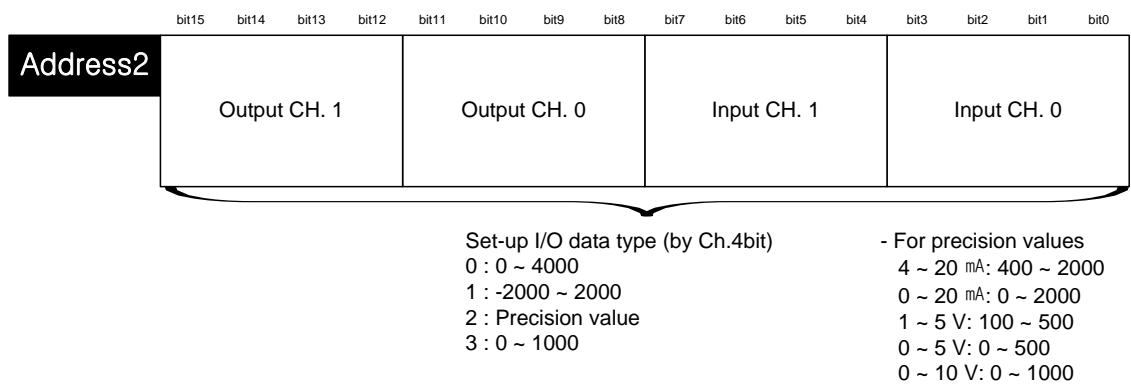 bit15 bit14 bit13 bit12 bit11 bit10 bit9 bit8 bit7 bit6 bit5 bit4 bit3 bit2 bit1 bit0
Address2
Output CH. 1 Output CH. 0 Input CH. 1 Input CH. 0
Set-up I/O data type (by Ch.4bit)
0 : 0 ~ 4000
1 : -2000 ~ 2000
2 : Precision value
3 : 0 ~ 1000
- For precision values
4 ~ 20 ㎃: 400 ~ 2000
0 ~ 20 ㎃: 0 ~ 2000
1 ~ 5 V: 100 ~ 500
0 ~ 5 V: 0 ~ 500
0 ~ 10 V: 0 ~ 1000